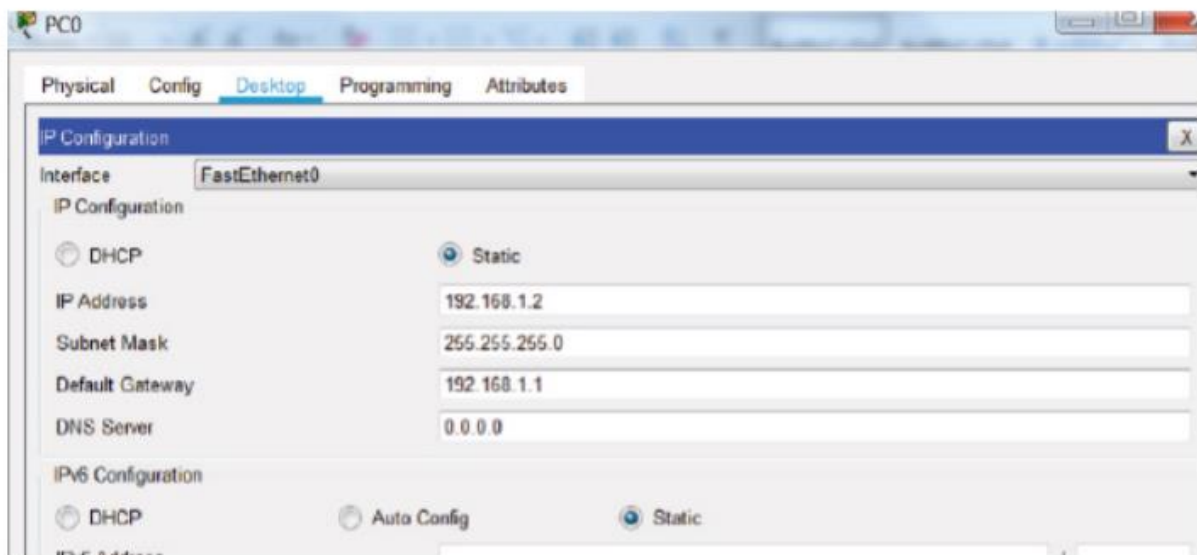 PC0
Physical Config Desktop Programming Attributes
IP Configuration X
Interface FastEthernet0
IP Configuration
DHCP Static
IP Address 192.168.1.2
Subnet Mask 255.255.255.0
Default Gateway 192.168.1.1
DNS Server 0.0.0.0
IPv6 Configuration
DHCP Auto Config Static
IPv6 Address /